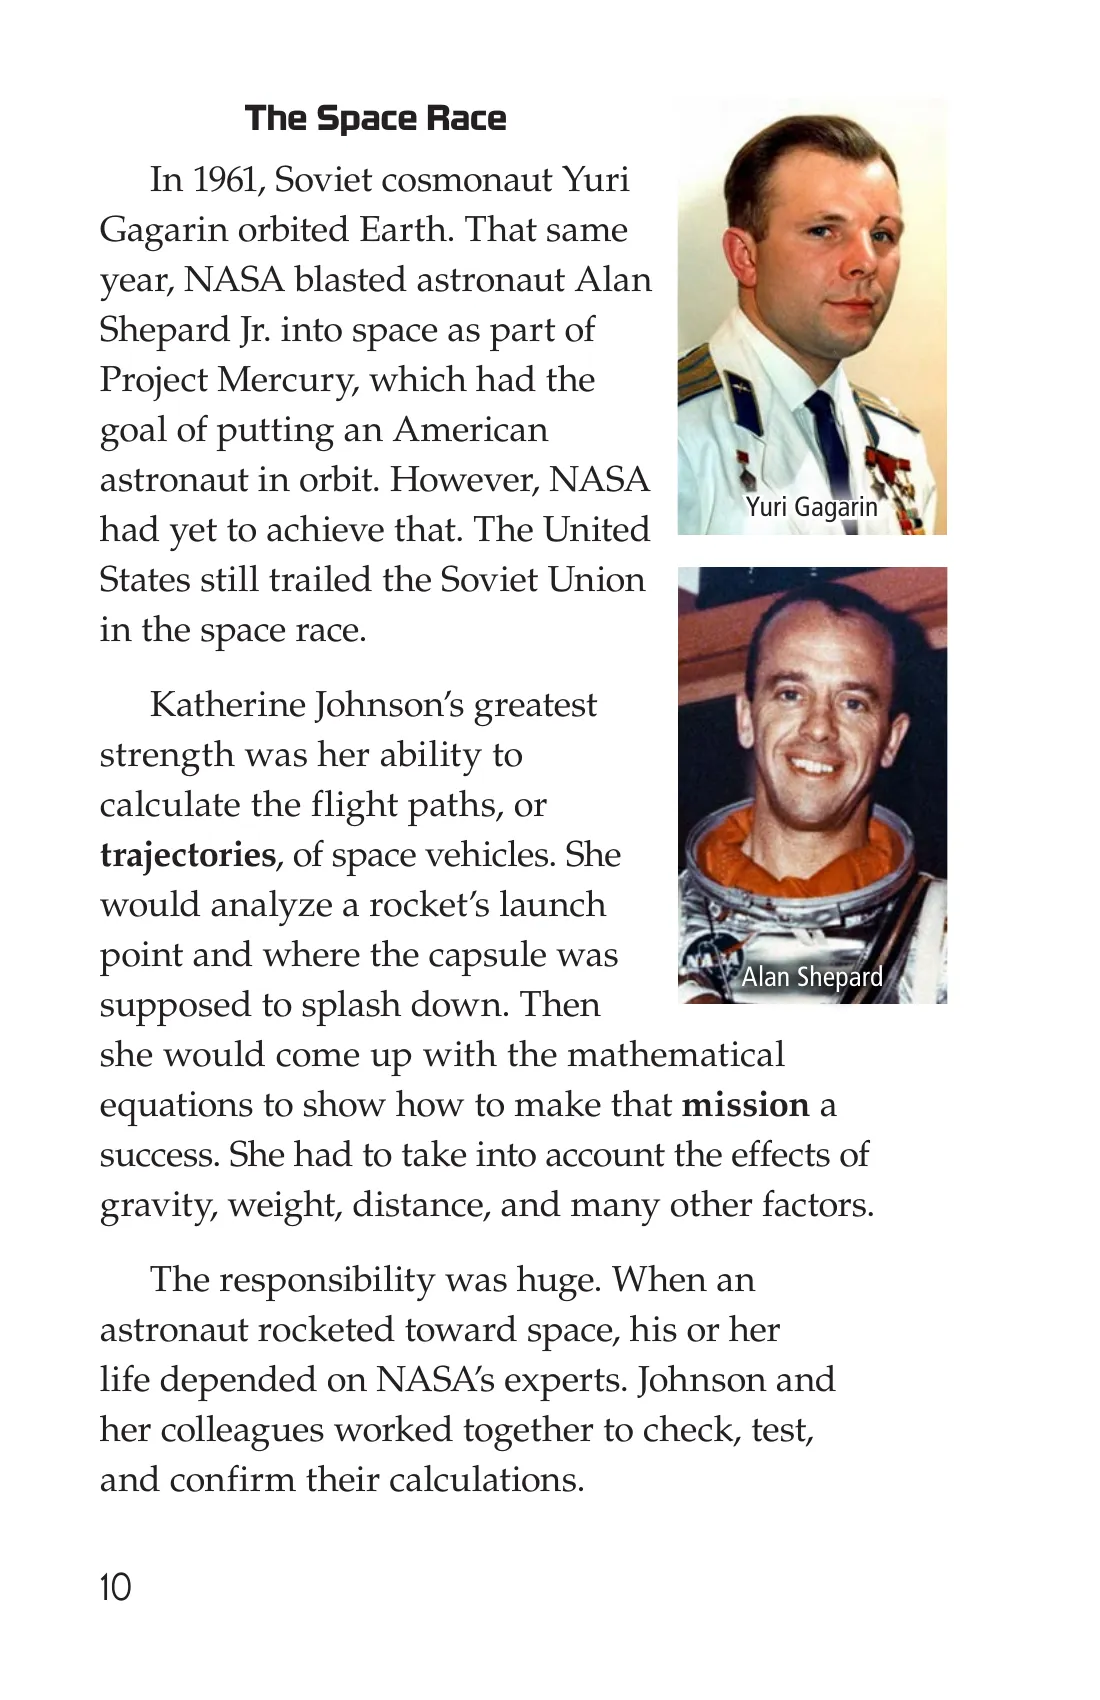 The Space Race
In 1961, Soviet cosmonaut Yuri
Gagarin orbited Earth. That same
year, NASA blasted astronaut Alan
Shepard Jr. into space as part of
Project Mercury, which had the
goal of putting an American
astronaut in orbit. However, NASA
had yet to achieve that. The United
States still trailed the Soviet Union
in the space race.
Yuri Gagarin
Katherine Johnson’s greatest
strength was her ability to
calculate the flight paths, or
trajectories, of space vehicles. She
would analyze a rocket’s launch
point and where the capsule was
supposed to splash down. Then
she would come up with the mathematical
equations to show how to make that mission a
success. She had to take into account the effects of
gravity, weight, distance, and many other factors.
NASA
Alan Shepard
The responsibility was huge. When an
astronaut rocketed toward space, his or her
life depended on NASA’s experts. Johnson and
her colleagues worked together to check, test,
and confirm their calculations.
10